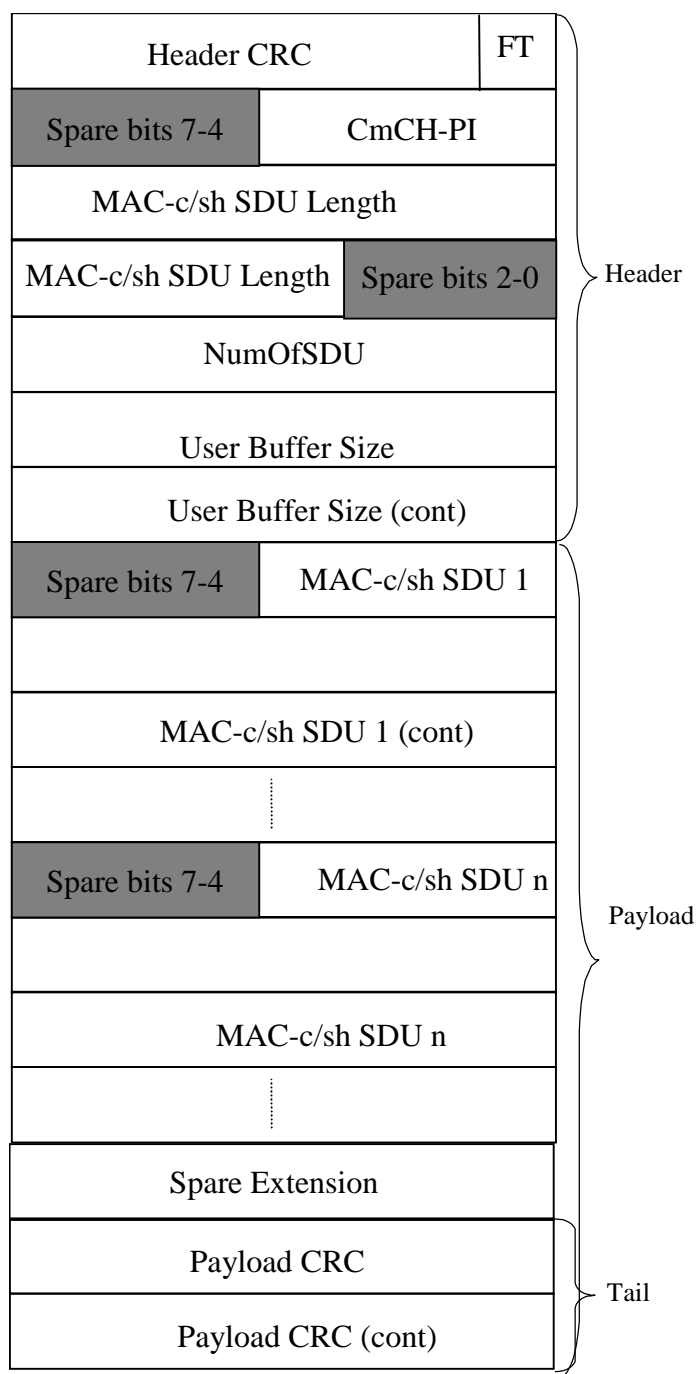 Header CRC FT
Spare bits 7-4 CmCH-PI
MAC-c/sh SDU Length
MAC-c/sh SDU Length Spare bits 2-0
Header
NumOfSDU
User Buffer Size
User Buffer Size (cont)
Spare bits 7-4 MAC-c/sh SDU 1
MAC-c/sh SDU 1 (cont)
Spare bits 7-4 MAC-c/sh SDU n
Payload
MAC-c/sh SDU n
Spare Extension
Payload CRC
Tail
Payload CRC (cont)